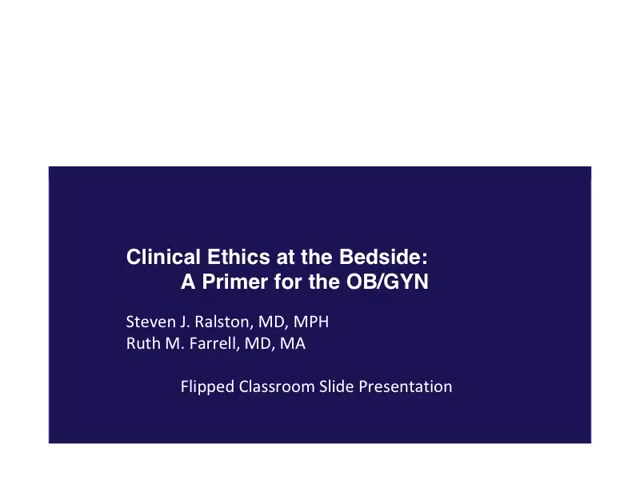 Clinical Ethics at the Bedside:
A Primer for the OB/GYN
Steven J. Ralston, MD, MPH
Ruth M. Farrell, MD, MA
Flipped Classroom Slide Presentation